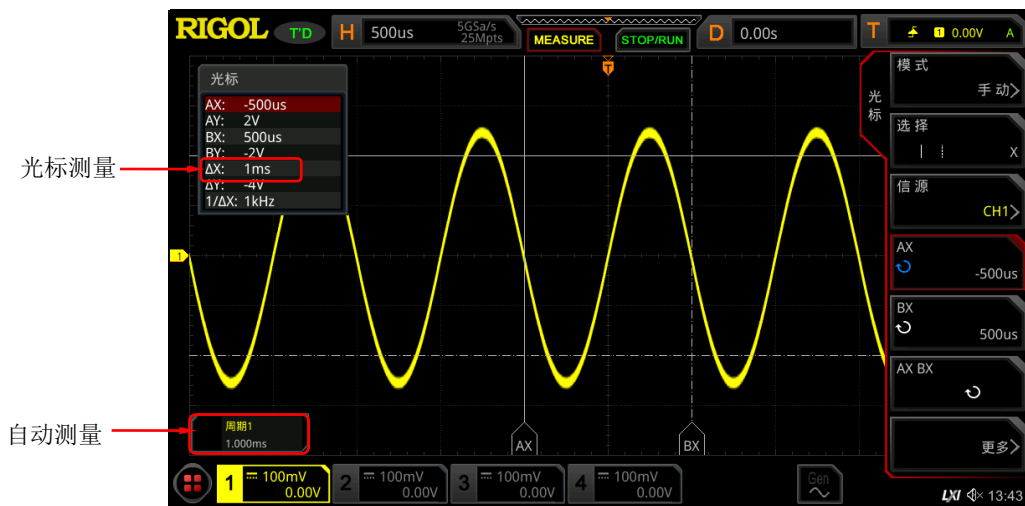 RIGOL T'D H 500us 5GSa/s 25Mpts MEASURE STOP/RUN D 0.00s T 1 0.00V A
T
光标
AX: -500us
AY: 2V
BX: 500us
BY: -2V
ΔX: 1ms
ΔY: -4V
1/ΔX: 1kHz
光标测量
1
自动测量
周期1
1.000ms
AX
BX
光标
模式
手动
选择
X
信源
CH1
AX
-500us
BX
500us
AX BX
更多
1 100mV 0.00V
2 100mV 0.00V
3 100mV 0.00V
4 100mV 0.00V
Gen
LXI 13:43